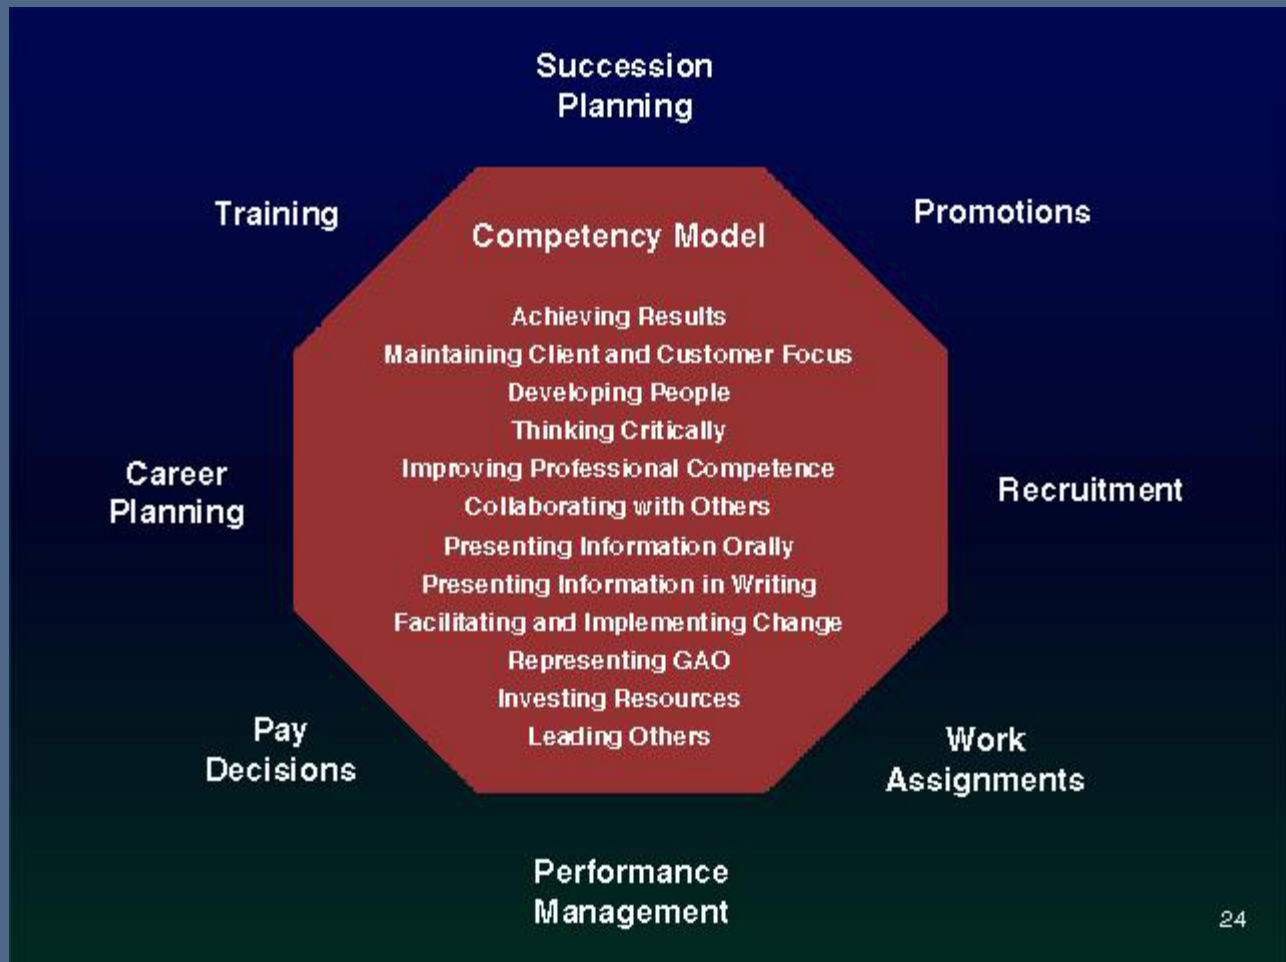 Succession
Planning
Training
Promotions
Competency Model
Achieving Results
Maintaining Client and Customer Focus
Developing People
Thinking Critically
Improving Professional Competence
Collaborating with Others
Presenting Information Orally
Presenting Information in Writing
Facilitating and Implementing Change
Representing GAO
Investing Resources
Leading Others
Career
Planning
Recruitment
Pay
Decisions
Work
Assignments
Performance
Management
24